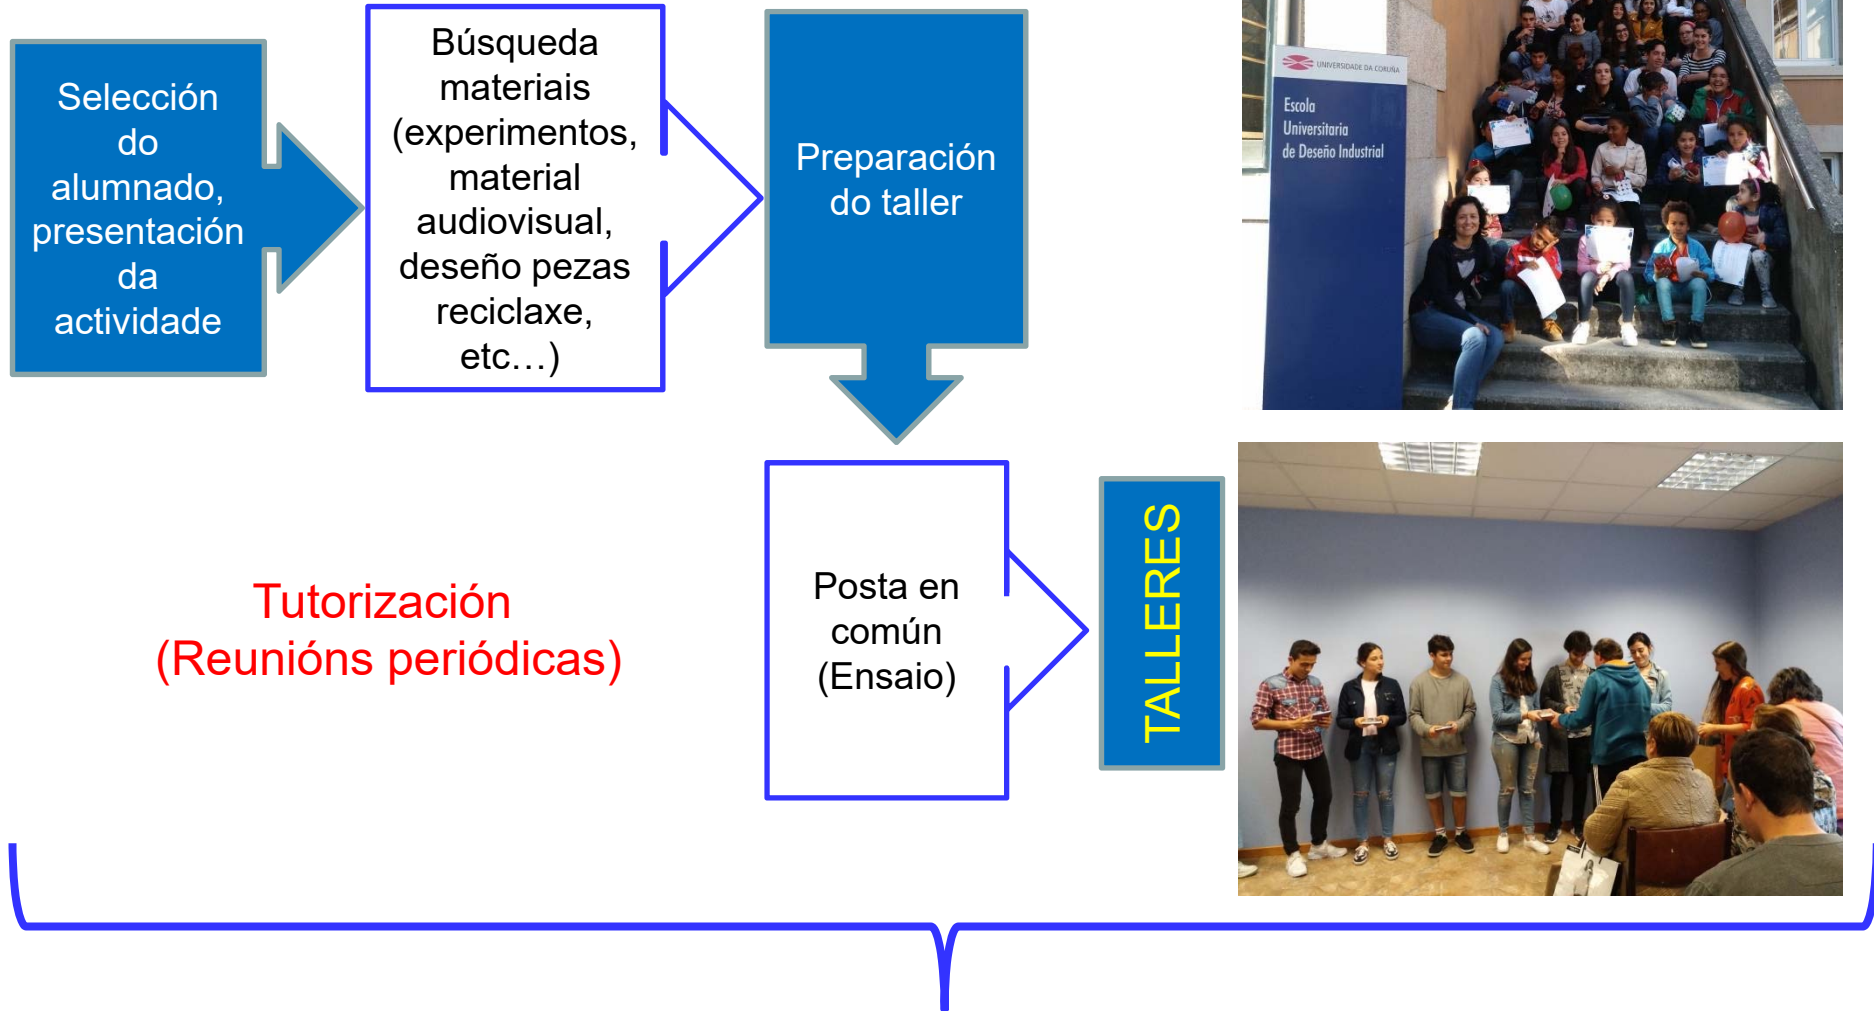 Selección
do
alumnado,
presentación
da
actividade
Búsqueda
materiais
(experimentos,
material
audiovisual,
deseño pezas
reciclaxe,
etc…)
Preparación
do taller
UNIVERSIDADE DA CORUÑA
Escola
Universitaria
de Deseño Industrial
Tutorización
(Reunións periódicas)
Posta en
común
(Ensaio)
TALLERES